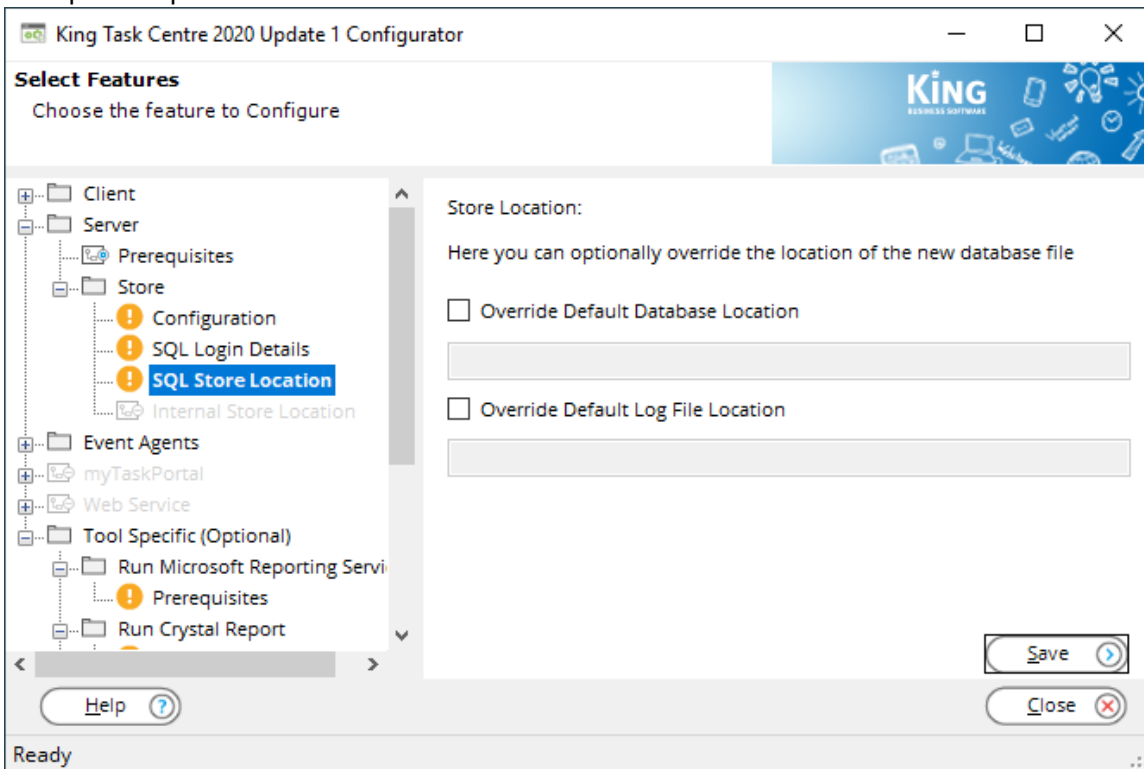 King Task Centre 2020 Update 1 Configurator
Select Features
Choose the feature to Configure
KING
BUSINESS SOFTWARE
Client
Server
Prerequisites
Store
Configuration
SQL Login Details
SQL Store Location
Internal Store Location
Event Agents
myTaskPortal
Web Service
Tool Specific (Optional)
Run Microsoft Reporting Servi
Prerequisites
Run Crystal Report
Store Location:
Here you can optionally override the location of the new database file
Override Default Database Location
Override Default Log File Location
Save
Help
Close
Ready